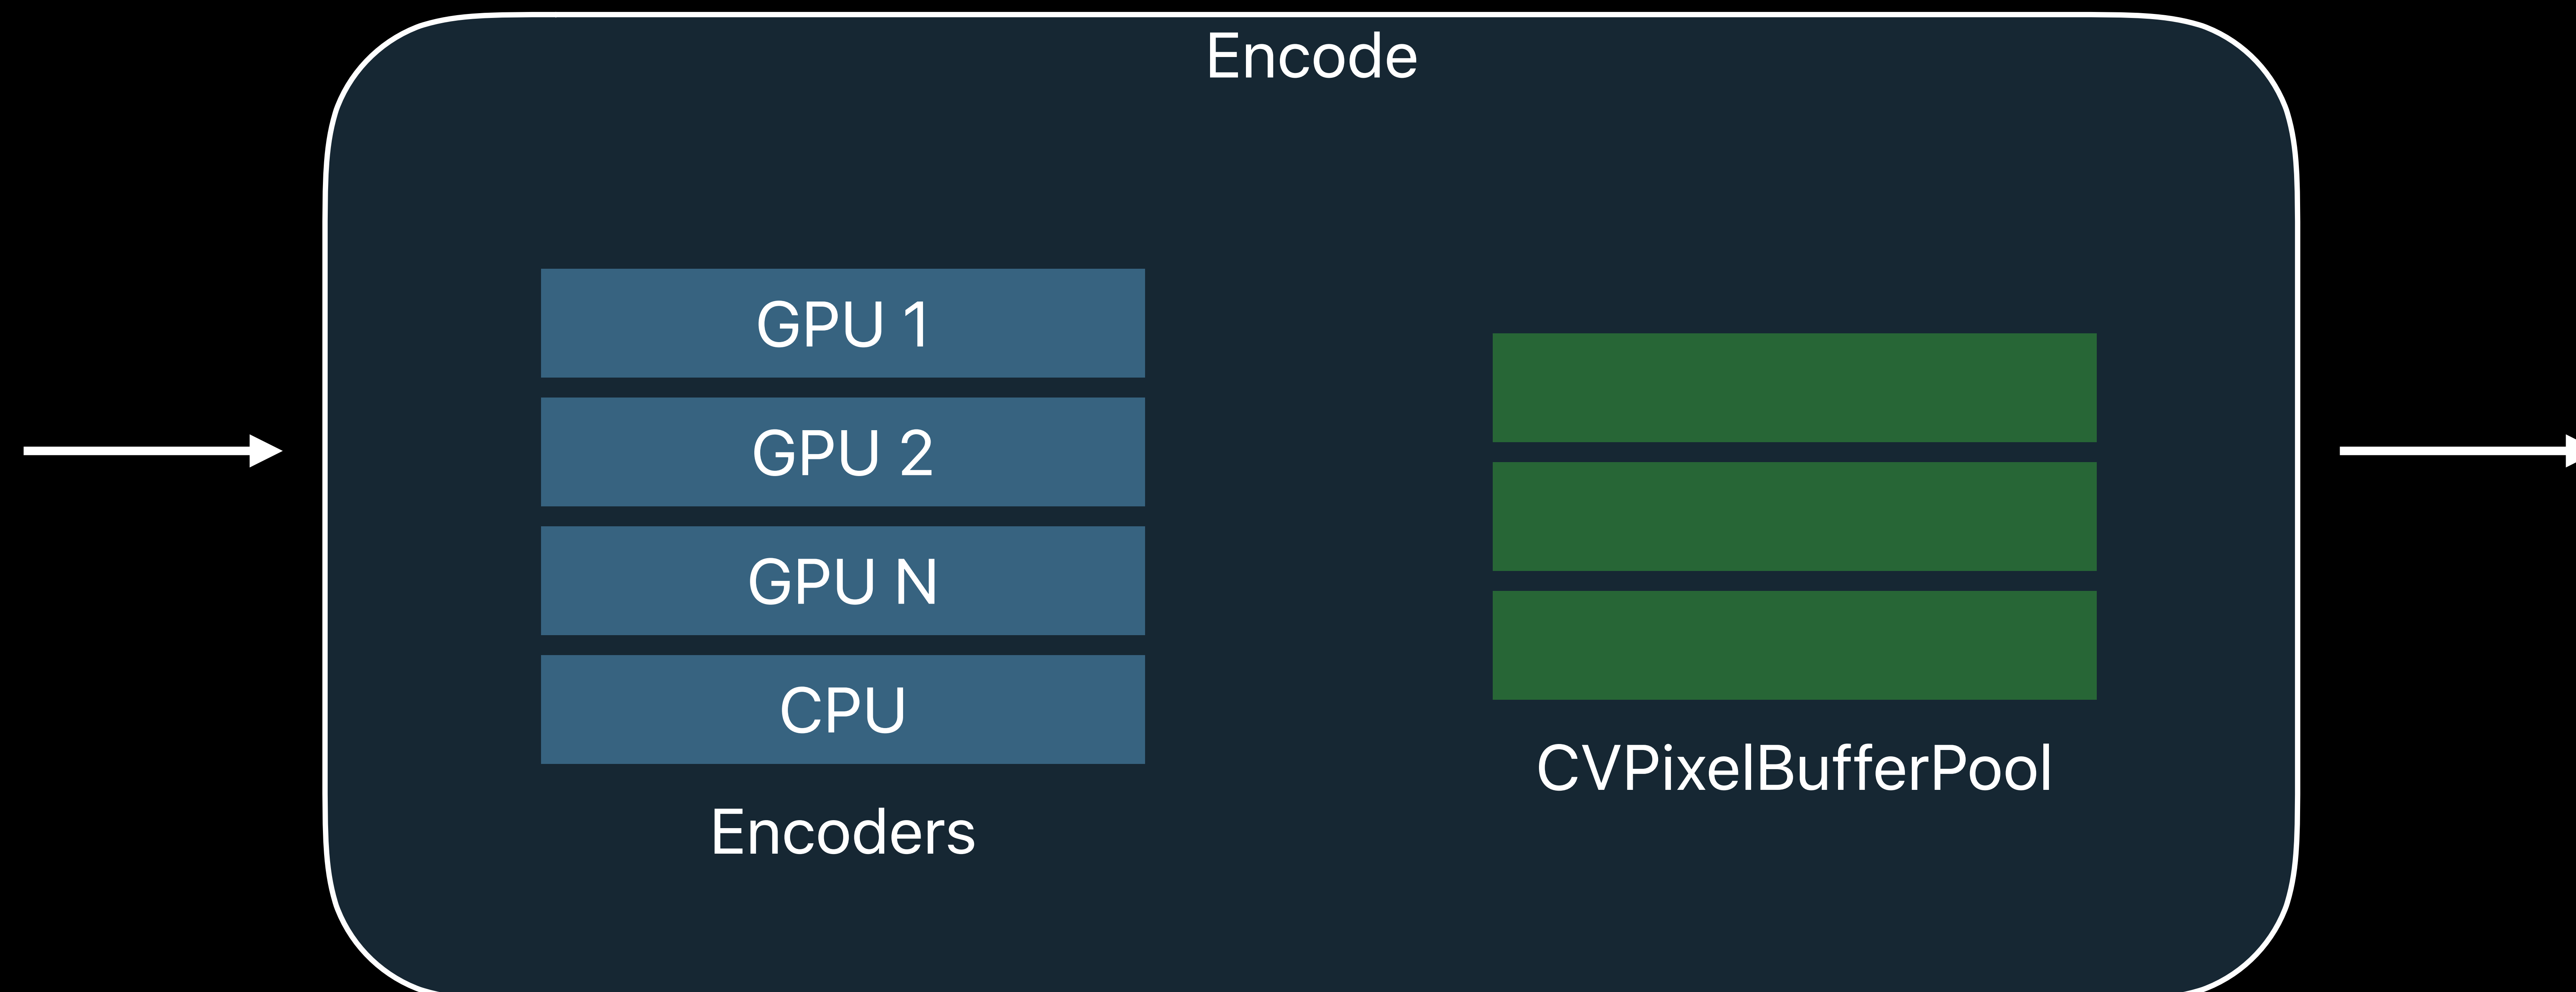 Encode
GPU 1
GPU 2
GPU N
CPU
Encoders
CVPixelBufferPool